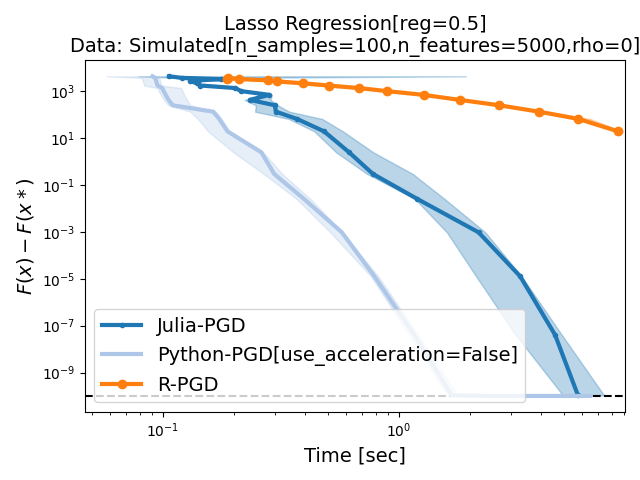 Lasso Regression[reg=0.5]
Data: Simulated[n_samples=100,n_features=5000,rho=0]
F(x) − F(x*)
10³
10¹
10⁻¹
10⁻³
10⁻⁵
10⁻⁷
10⁻⁹
Julia-PGD
Python-PGD[use_acceleration=False]
R-PGD
10⁻¹ 10⁰
Time [sec]